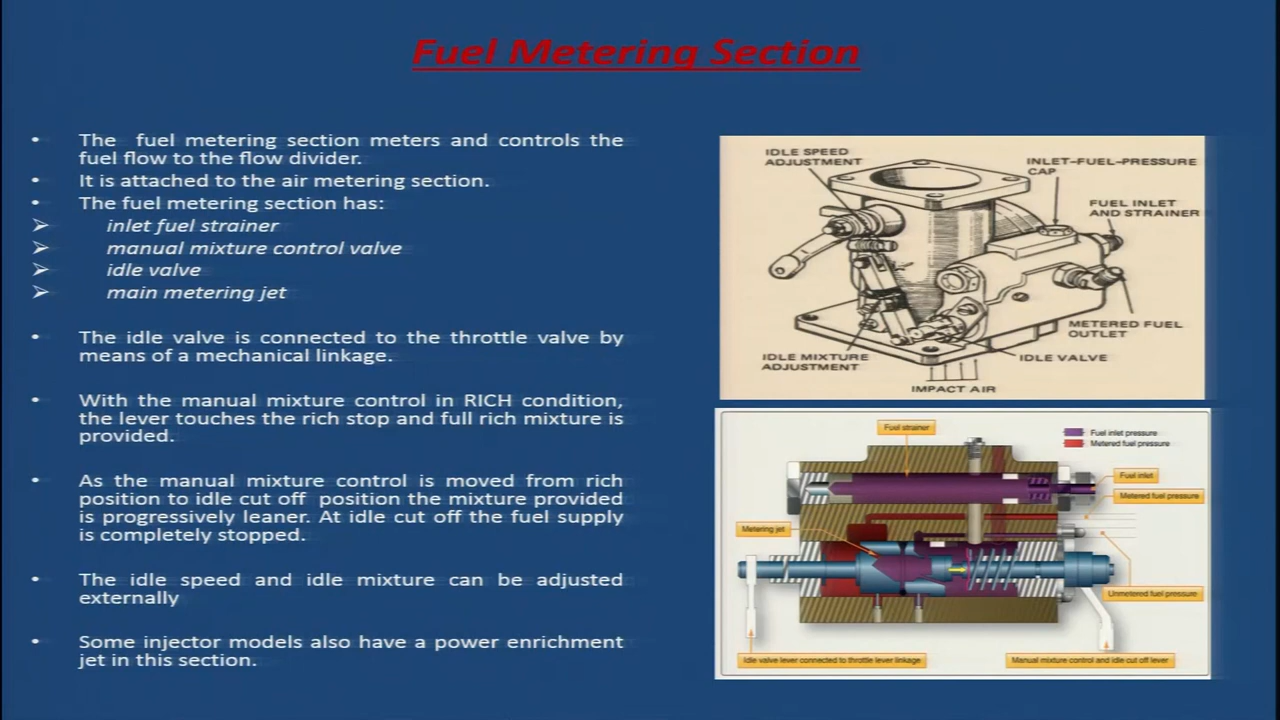 Fuel Metering Section
• The fuel metering section meters and controls the
fuel flow to the flow divider.
• It is attached to the air metering section.
• The fuel metering section has:
➢ inlet fuel strainer
➢ manual mixture control valve
➢ idle valve
➢ main metering jet
• The idle valve is connected to the throttle valve by
means of a mechanical linkage.
• With the manual mixture control in RICH condition,
the lever touches the rich stop and full rich mixture is
provided.
• As the manual mixture control is moved from rich
position to idle cut off position the mixture provided
is progressively leaner. At idle cut off the fuel supply
is completely stopped.
• The idle speed and idle mixture can be adjusted
externally
• Some injector models also have a power enrichment
jet in this section.
IDLE SPEED
ADJUSTMENT
INLET-FUEL-PRESSURE
CAP
FUEL INLET
AND STRAINER
METERED FUEL
OUTLET
IDLE VALVE
IDLE MIXTURE
ADJUSTMENT
IMPACT AIR
Fuel strainer
Fuel inlet pressure
Metered fuel pressure
Fuel inlet
Metered fuel pressure
Metering jet
Unmetered fuel pressure
Idle valve lever connected to throttle lever linkage
Manual mixture control and idle cut off lever